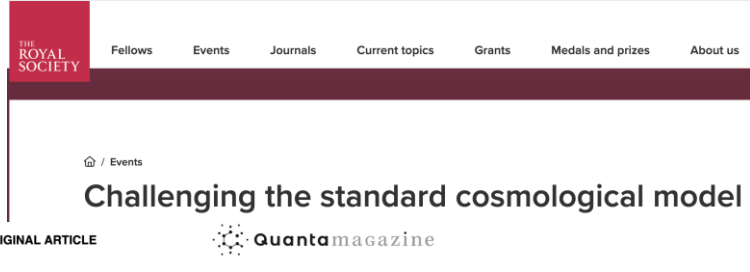 THE
ROYAL
SOCIETY
Fellows Events Journals Current topics Grants Medals and prizes About us
/ Events
Challenging the standard cosmological model
IGINAL ARTICLE Quantamagazine